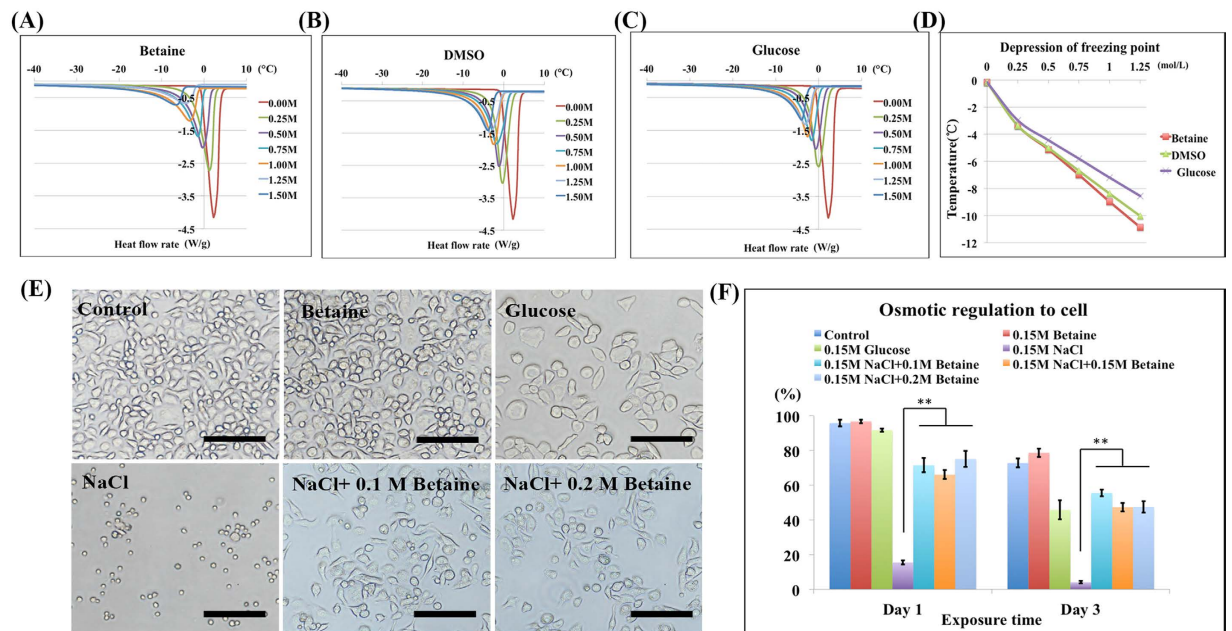 (A)
Betaine
-40 -30 -20 -10 0 10 (°C)
-0.5
-1.5
-2.5
-3.5
-4.5
0.00M
0.25M
0.50M
0.75M
1.00M
1.25M
1.50M
Heat flow rate (W/g)
(B)
DMSO
-40 -30 -20 -10 0 10 (°C)
-0.5
-1.5
-2.5
-3.5
-4.5
0.00M
0.25M
0.50M
0.75M
1.00M
1.25M
1.50M
Heat flow rate (W/g)
(C)
Glucose
-40 -30 -20 -10 0 10 (°C)
-0.5
-1.5
-2.5
-3.5
-4.5
0.00M
0.25M
0.50M
0.75M
1.00M
1.25M
1.50M
Heat flow rate (W/g)
(D)
Depression of freezing point
0 0.25 0.5 0.75 1 1.25 (mol/L)
0
-2
-4
-6
-8
-10
-12
Temperature(℃)
Betaine
DMSO
Glucose
(E)
Control
Betaine
Glucose
NaCl
NaCl+ 0.1 M Betaine
NaCl+ 0.2 M Betaine
(F)
Osmotic regulation to cell
Control
0.15M Betaine
0.15M Glucose
0.15M NaCl
0.15M NaCl+0.1M Betaine
0.15M NaCl+0.15M Betaine
0.15M NaCl+0.2M Betaine
(%)
100
80
60
40
20
0
**
**
Day 1
Day 3
Exposure time